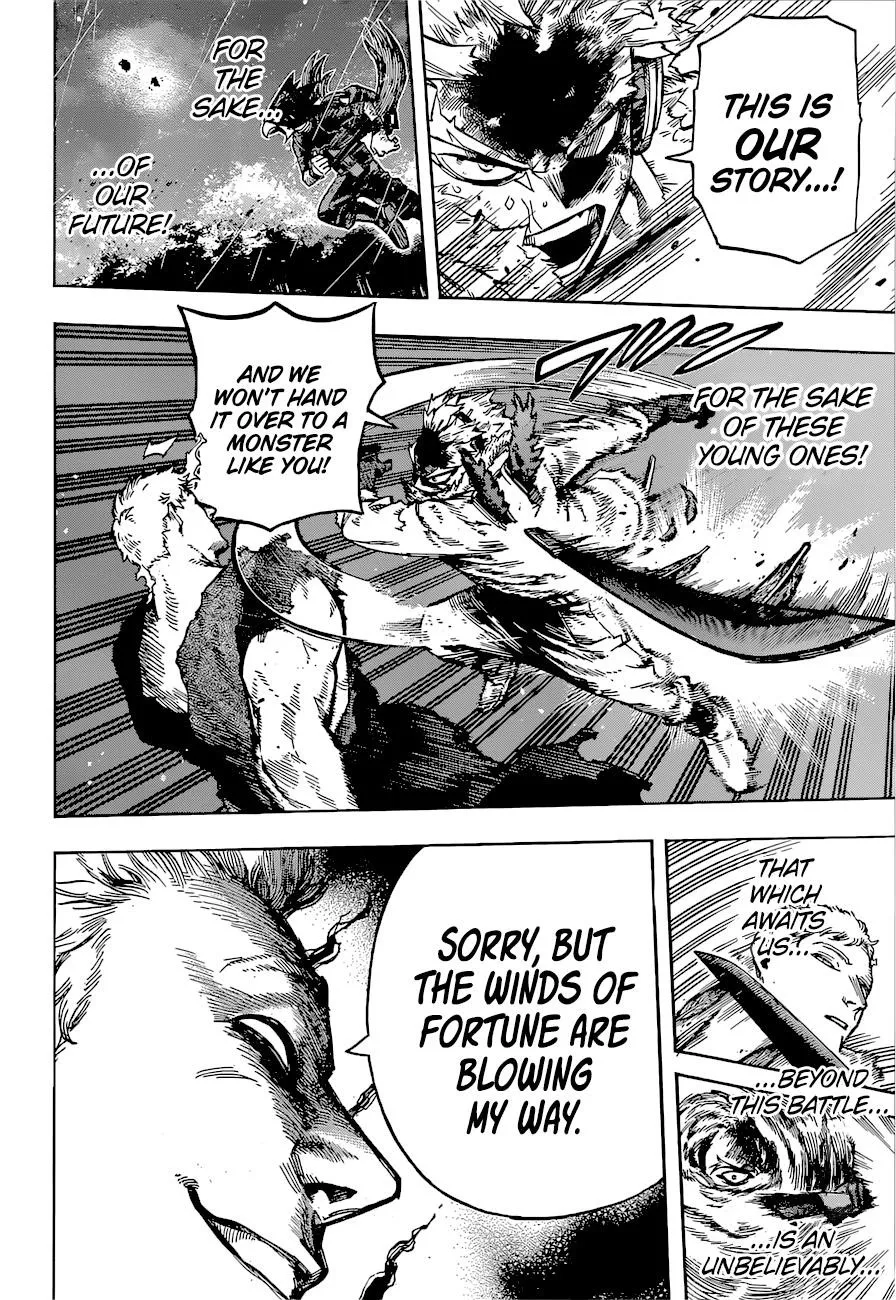 THIS IS
OUR
STORY...!
FOR
THE
SAKE...
...OF
OUR
FUTURE!
FOR THE SAKE
OF THESE
YOUNG ONES!
AND WE
WON'T HAND
IT OVER TO A
MONSTER
LIKE YOU!
THAT
WHICH
AWAITS
US...
...BEYOND
THIS BATTLE...
...IS AN
UNBELIEVABLY...
SORRY, BUT
THE WINDS OF
FORTUNE ARE
BLOWING
MY WAY.